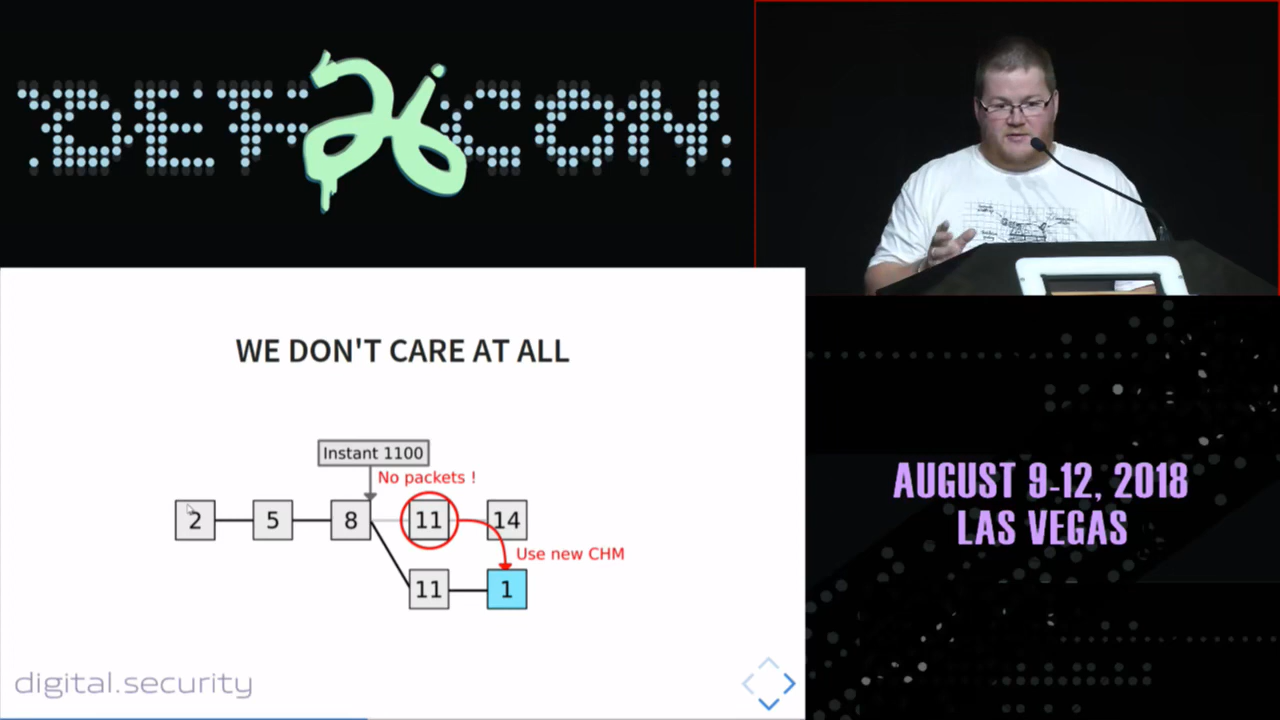 DEF CON 26
WE DON'T CARE AT ALL
Instant 1100
No packets !
2 5 8 11 14
Use new CHM
11 1
digital.security
AUGUST 9-12, 2018
LAS VEGAS